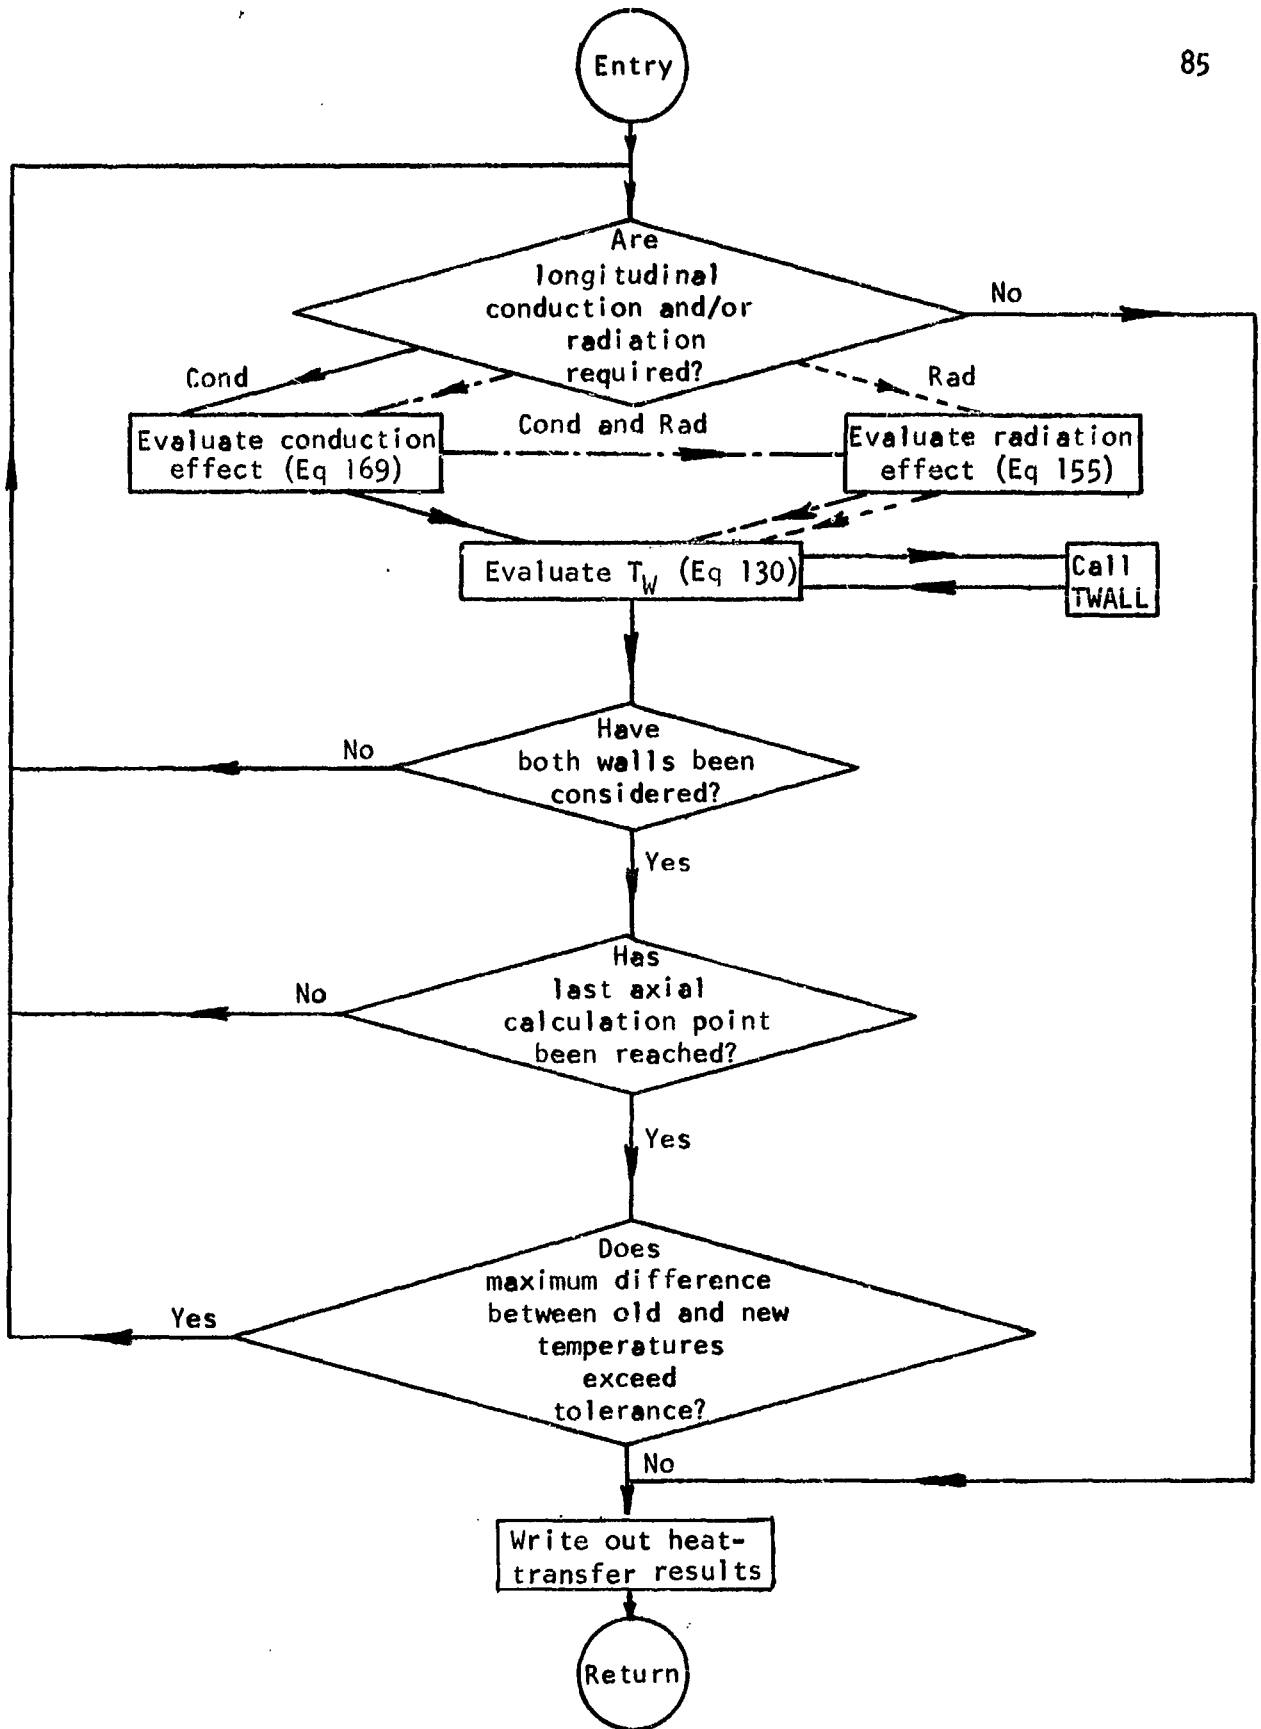 85
Entry
Are
longitudinal
conduction and/or
radiation
required?
No
Cond
Rad
Cond and Rad
Evaluate conduction
effect (Eq 169)
Evaluate radiation
effect (Eq 155)
Evaluate T_W (Eq 130)
Call
TWALL
Have
both walls been
considered?
No
Yes
Has
last axial
calculation point
been reached?
No
Yes
Does
maximum difference
between old and new
temperatures
exceed
tolerance?
Yes
No
Write out heat-
transfer results
Return